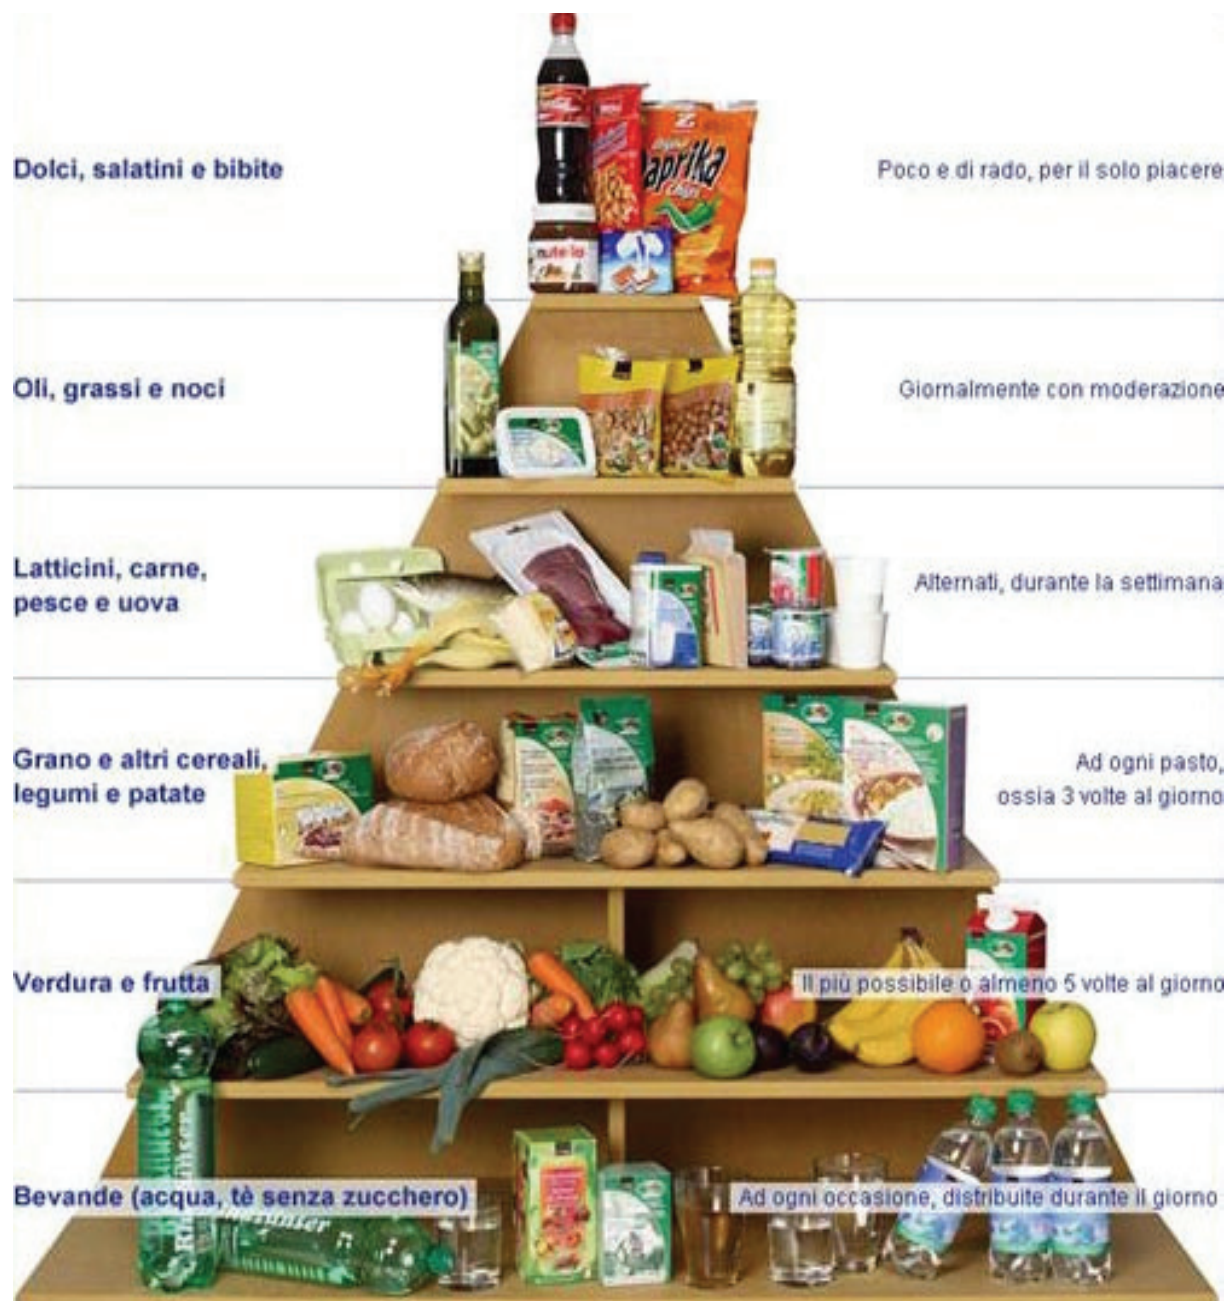 Dolci, salatini e bibite
Poco e di rado, per il solo piacere
nutella
Z
Paprika
Chips
Oli, grassi e noci
Giornalmente con moderazione
Latticini, carne,
pesce e uova
Alternati, durante la settimana
Grano e altri cereali,
legumi e patate
Ad ogni pasto,
ossia 3 volte al giorno
Verdura e frutta
Il più possibile o almeno 5 volte al giorno
Bevande (acqua, tè senza zucchero)
Ad ogni occasione, distribuite durante il giorno